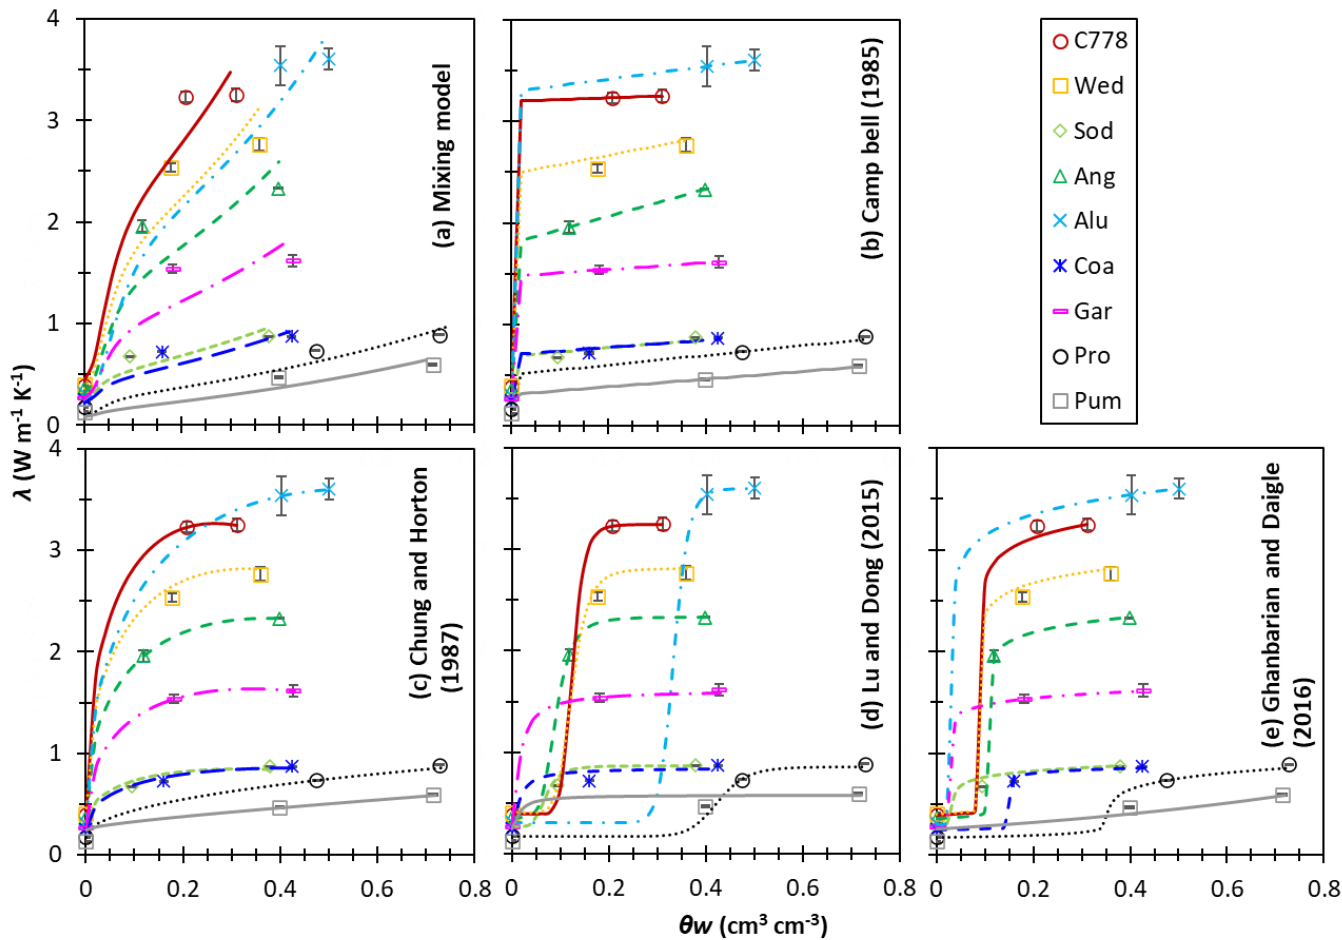 4
3
2
1
0
(a) Mixing model
(b) Camp bell (1985)
C778
Wed
Sod
Ang
Alu
Coa
Gar
Pro
Pum
λ (W m⁻¹ K⁻¹)
4
3
2
1
0
0
0.2
0.4
0.6
0.8
(c) Chung and Horton
(1987)
0
0.2
0.4
0.6
0.8
(d) Lu and Dong (2015)
0
0.2
0.4
0.6
0.8
(e) Ghanbarian and Daigle
(2016)
θw (cm³ cm⁻³)